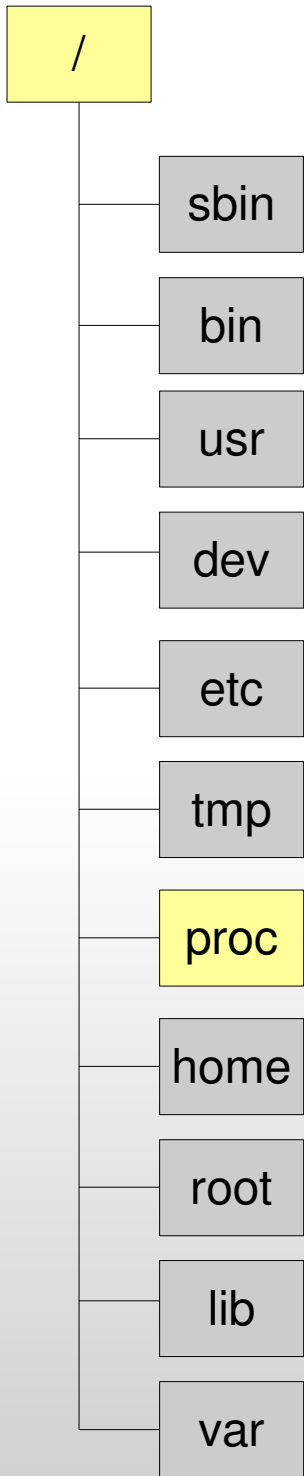 /
sbin
bin
usr
dev
etc
tmp
proc
home
root
lib
var